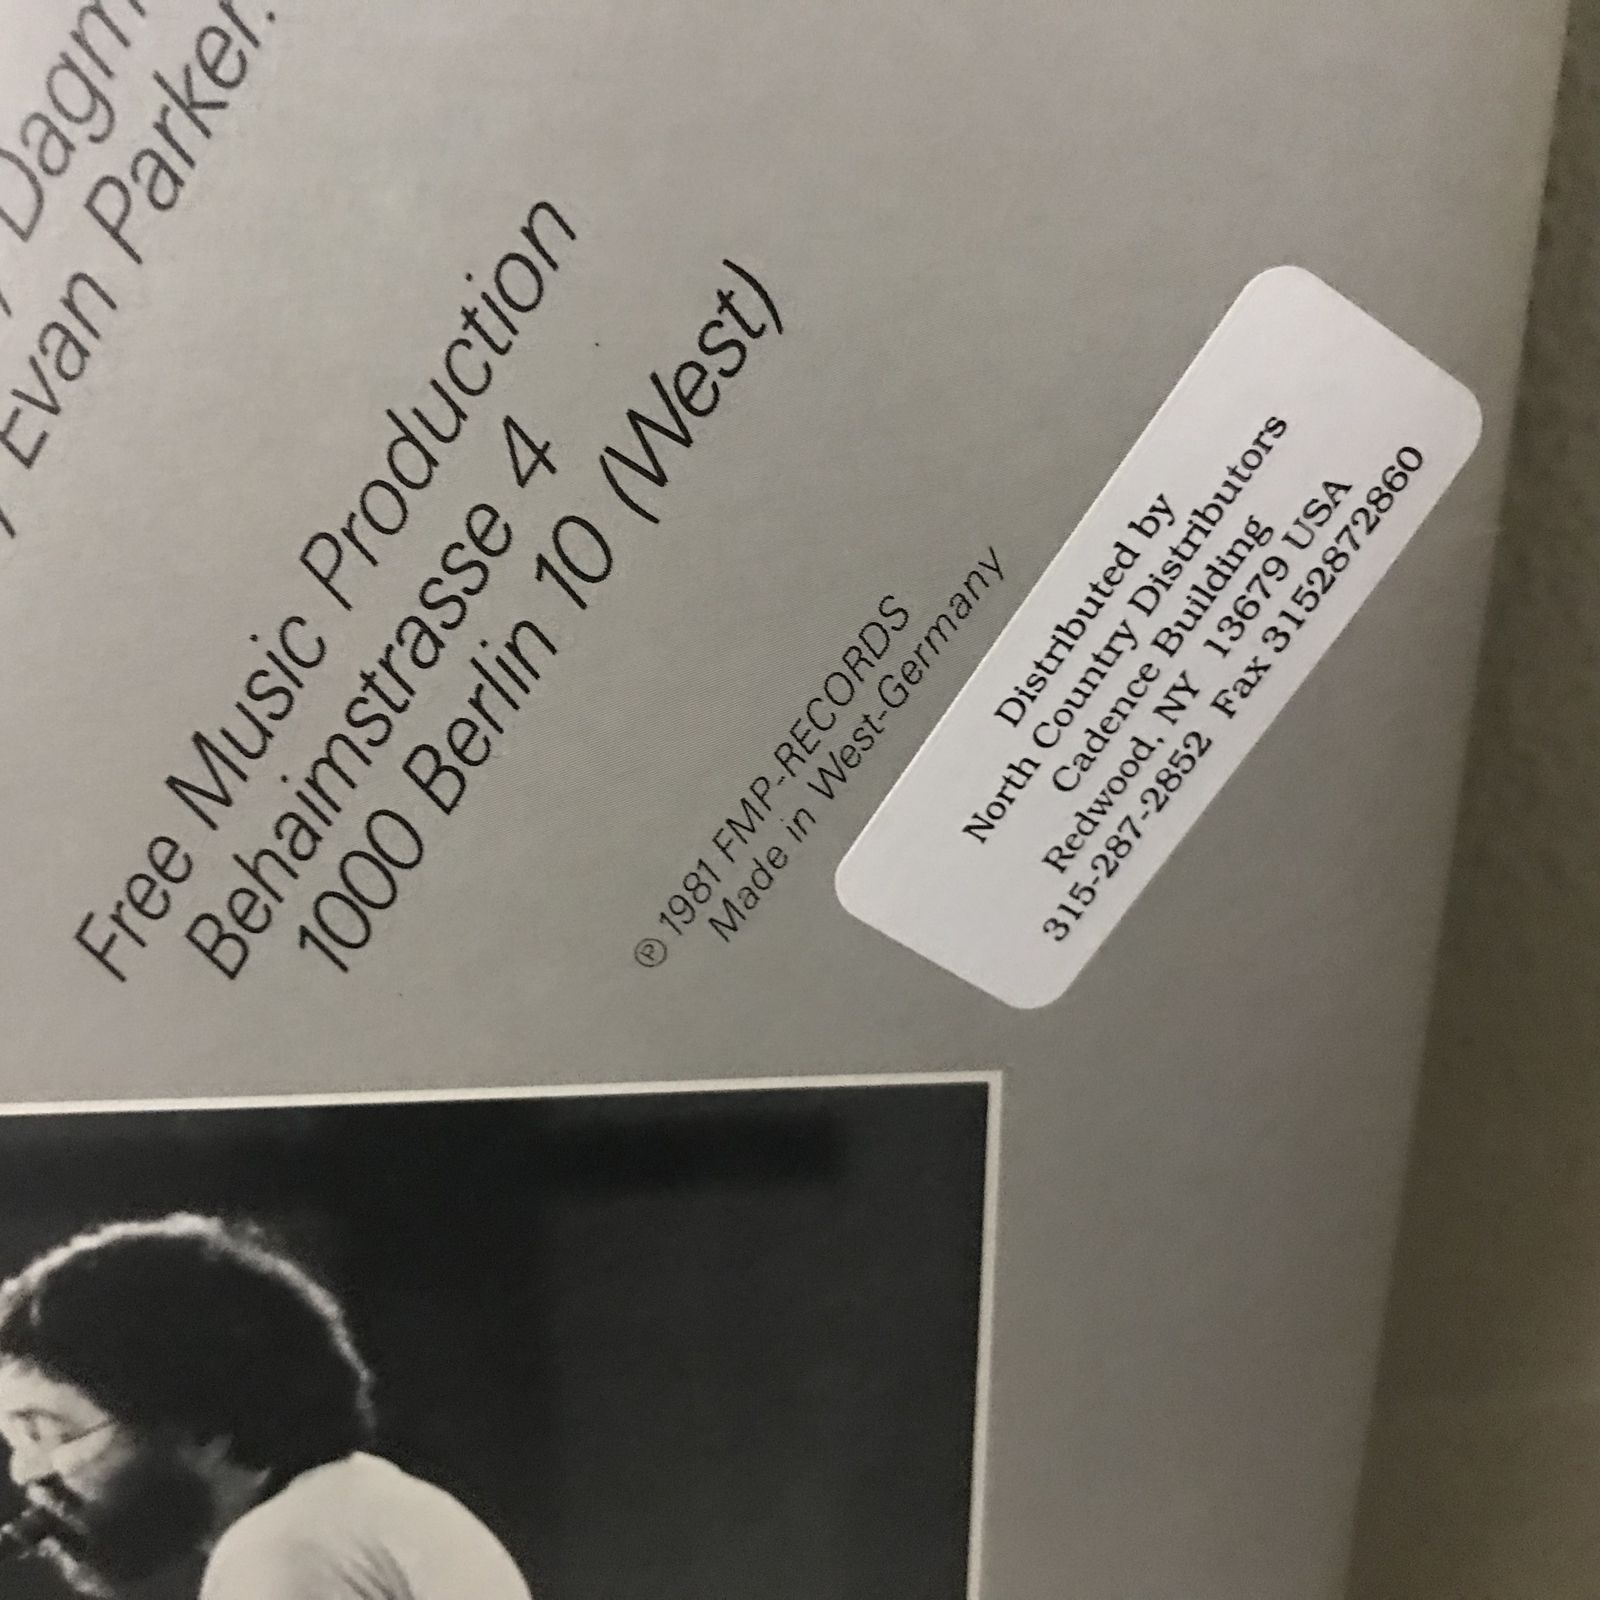 Evan Parker.
Free Music Production
Behaimstrasse 4
1000 Berlin 10 (West)
℗ 1981 FMP-RECORDS
Made in West-Germany
Distributed by
North Country Distributors
Cadence Building
Redwood, NY 13679 USA
315-287-2852 Fax 3152872860